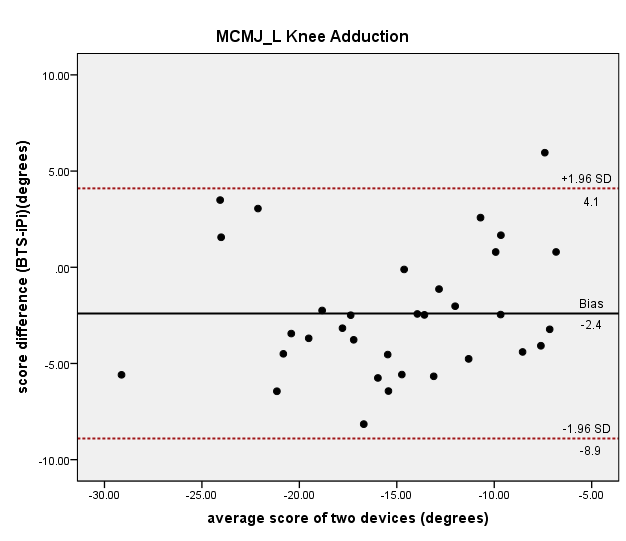 MCMJ_L Knee Adduction
score difference (BTS-iPi)(degrees)
10.00
5.00
.00
-5.00
-10.00
+1.96 SD
4.1
Bias
-2.4
-1.96 SD
-8.9
-30.00 -25.00 -20.00 -15.00 -10.00 -5.00
average score of two devices (degrees)